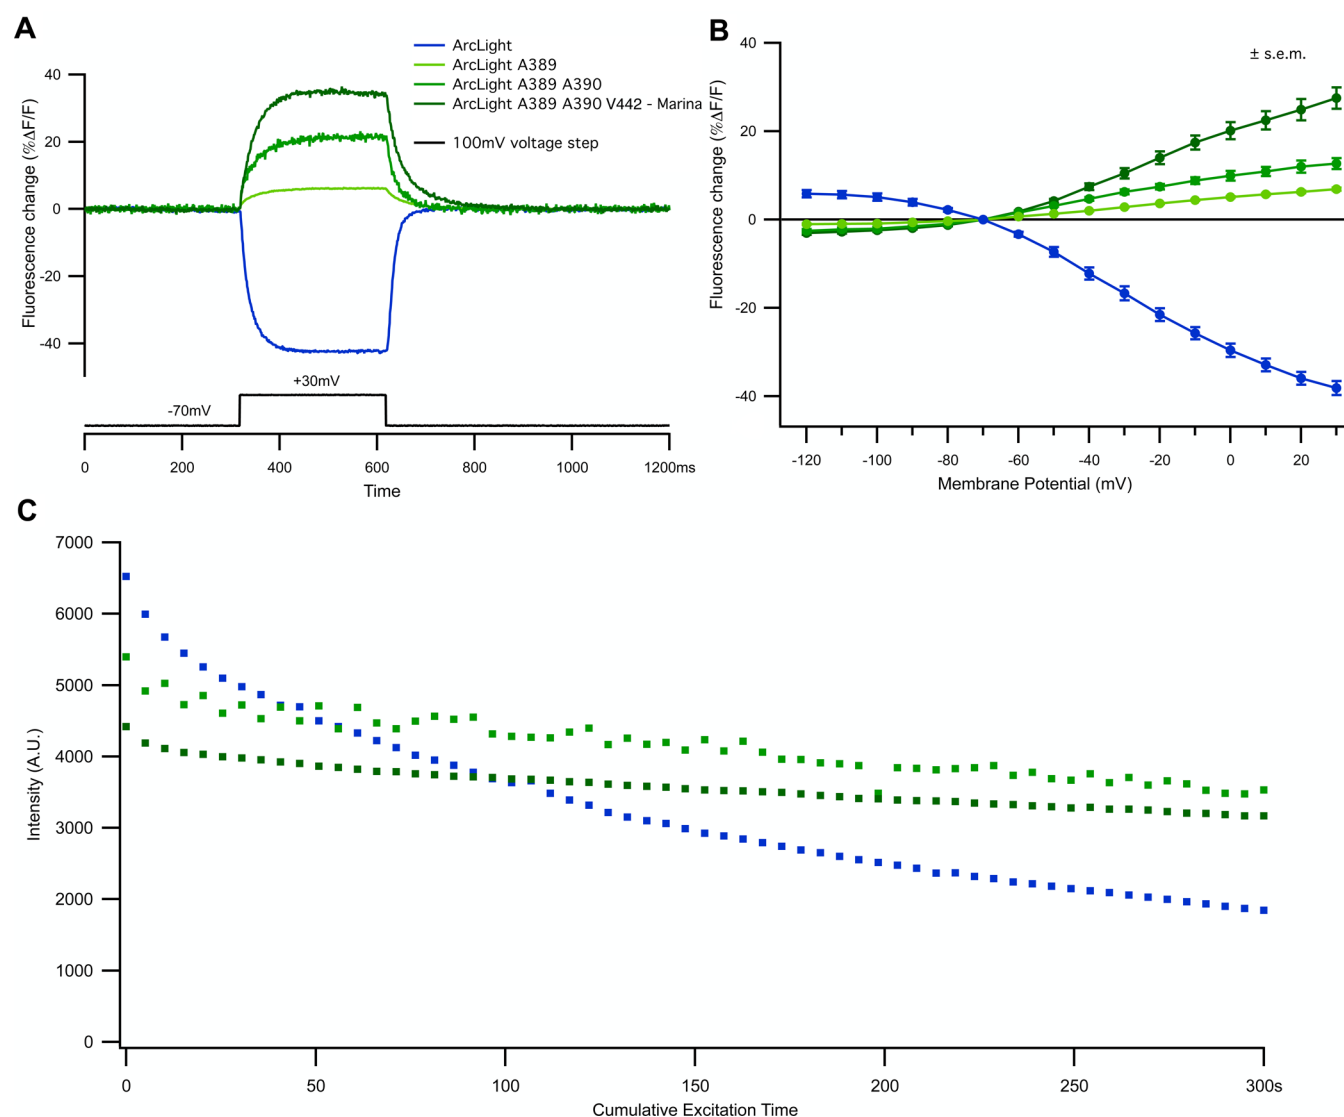 A
ArcLight
ArcLight A389
ArcLight A389 A390
ArcLight A389 A390 V442 - Marina
100mV voltage step
Fluorescence change (%ΔF/F)
40
20
0
-20
-40
+30mV
-70mV
0 200 400 600 800 1000 1200ms
Time
B
± s.e.m.
Fluorescence change (%ΔF/F)
40
20
0
-20
-40
-120 -100 -80 -60 -40 -20 0 20
Membrane Potential (mV)
C
Intensity (A.U.)
7000
6000
5000
4000
3000
2000
1000
0
0 50 100 150 200 250 300s
Cumulative Excitation Time